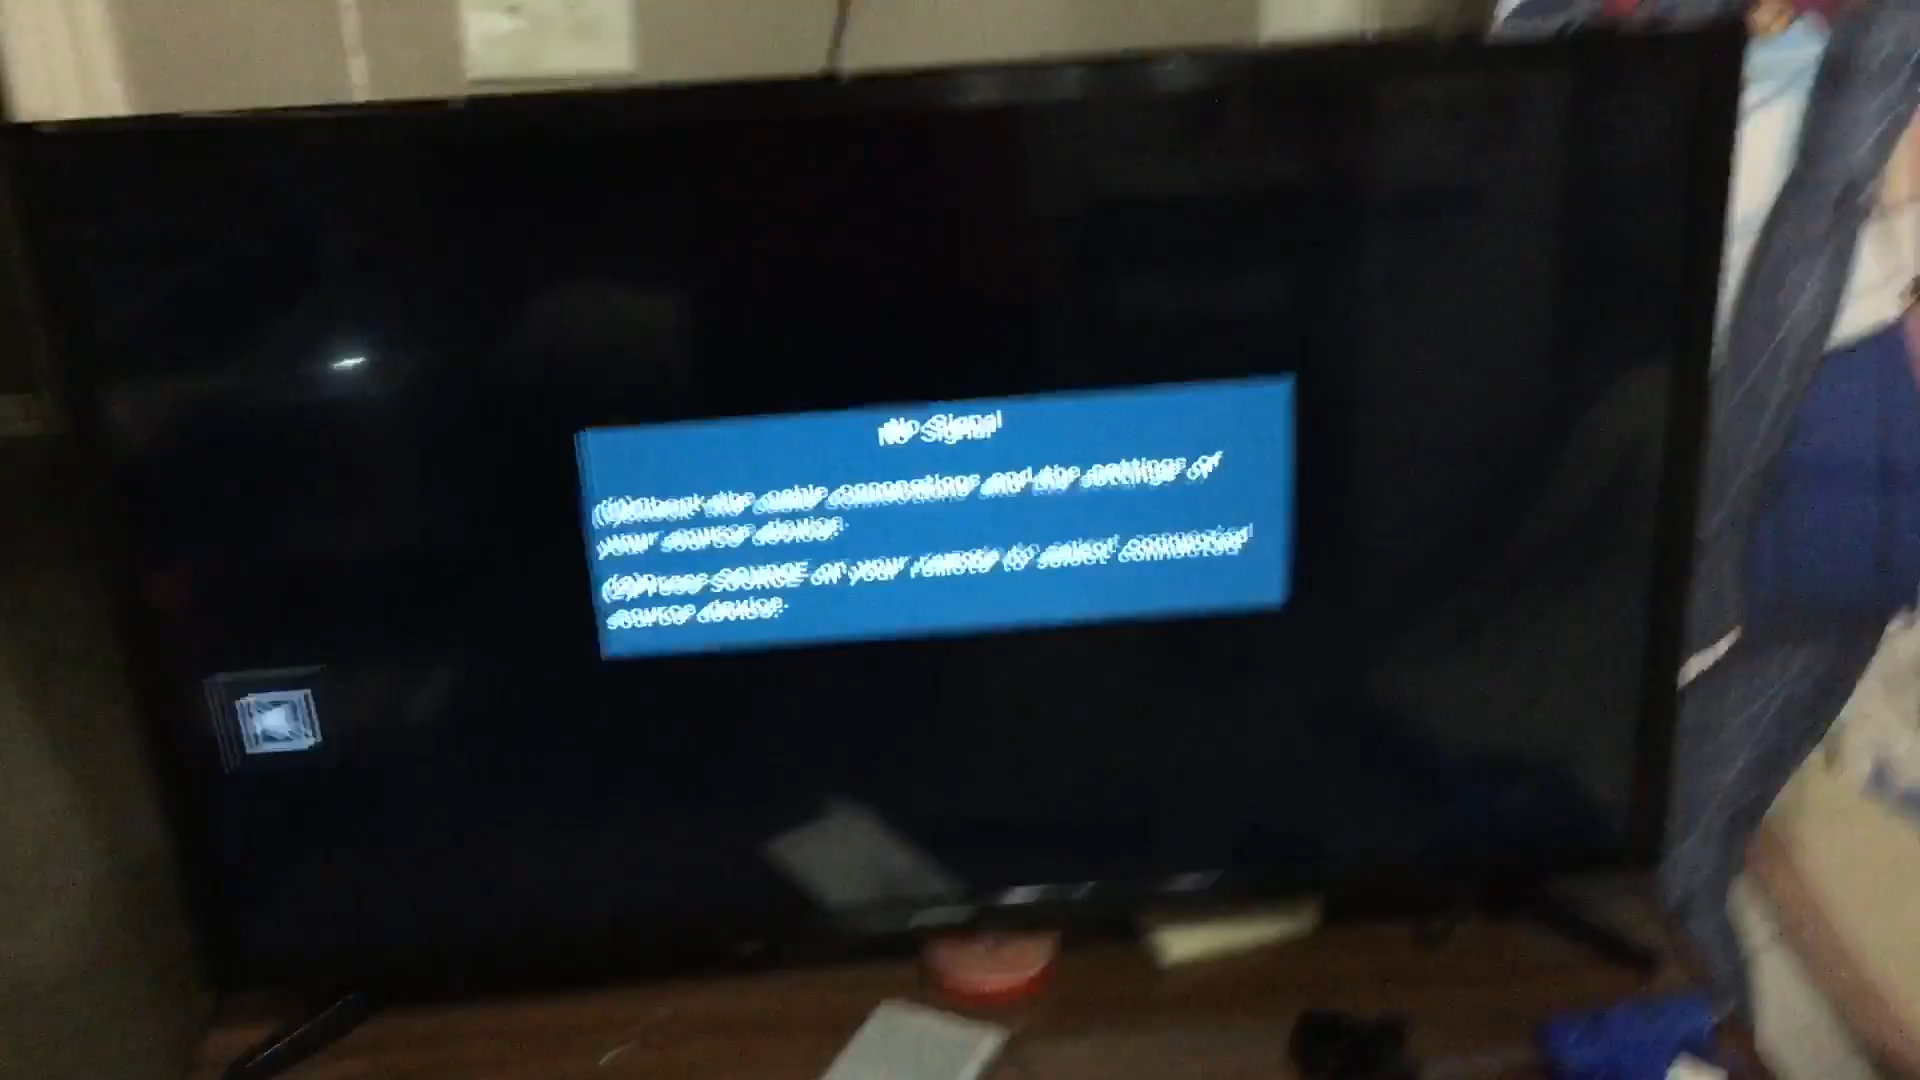 No Signal
(1)Check the cable connections and the settings of
your source device.
(2)Press SOURCE on your remote to select connected
source device.